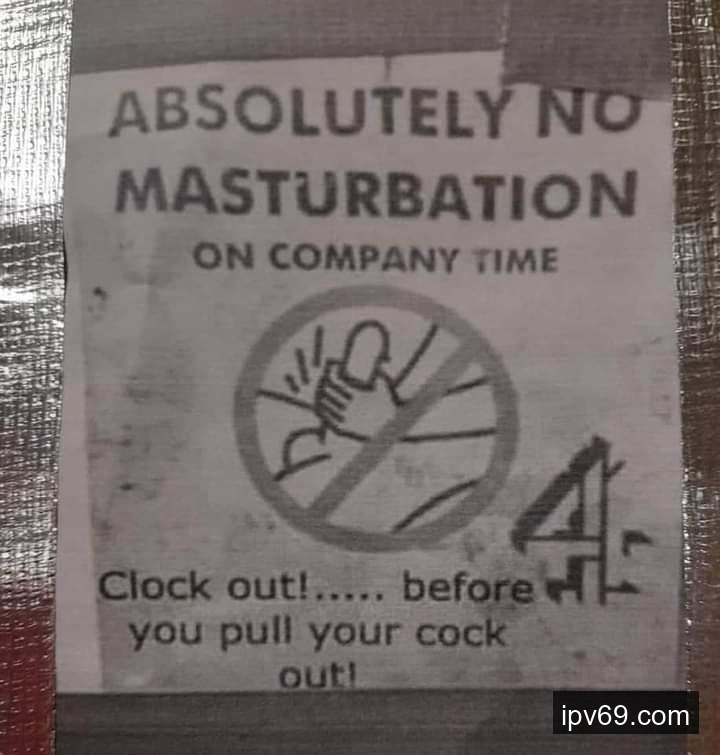 ABSOLUTELY NO
MASTURBATION
ON COMPANY TIME
Clock out!..... before
you pull your cock
out!
ipv69.com